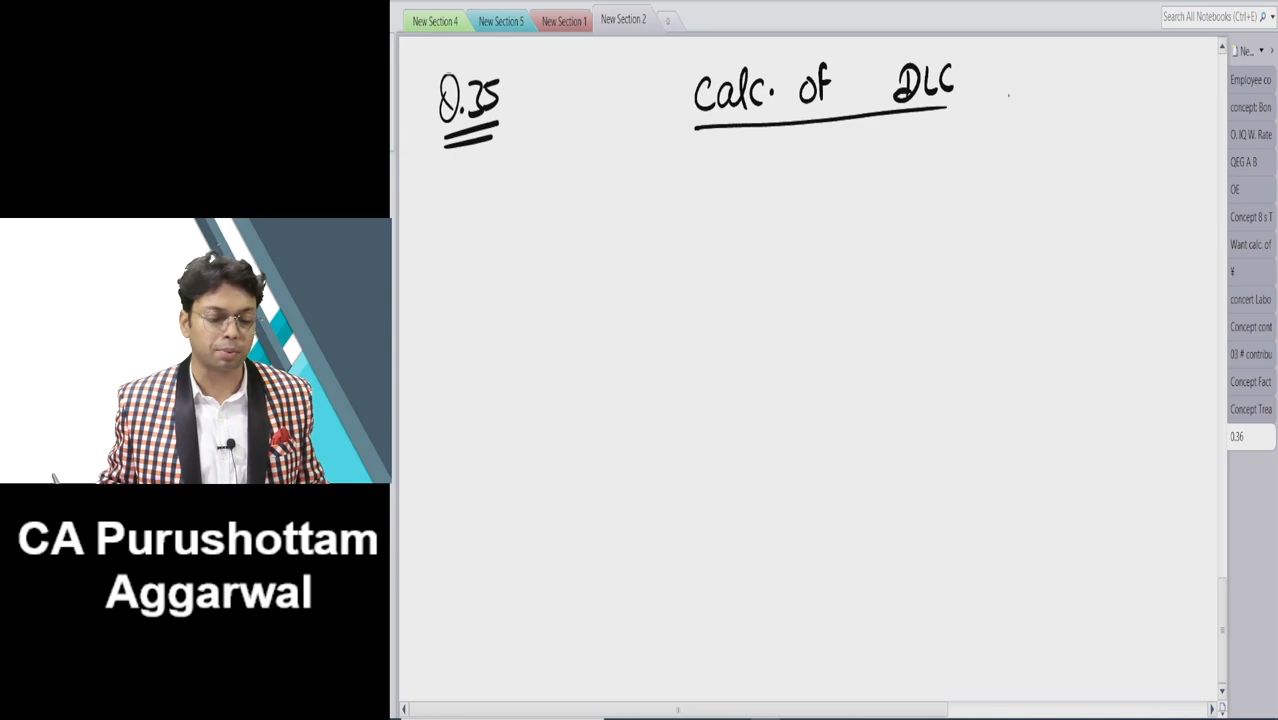 New Section 4 New Section 5 New Section 1 New Section 2
Search All Notebooks (Ctrl+E)
Ne...
Q.35 Calc. of DLC
Employee co
concept: Bon
O. IQ W. Rate
QEG A B
OE
Concept 8 s T
Want calc. of
¥
concert Labo
Concept cont
03 # contribu
Concept Fact
Concept Trea
0.36
CA Purushottam
Aggarwal